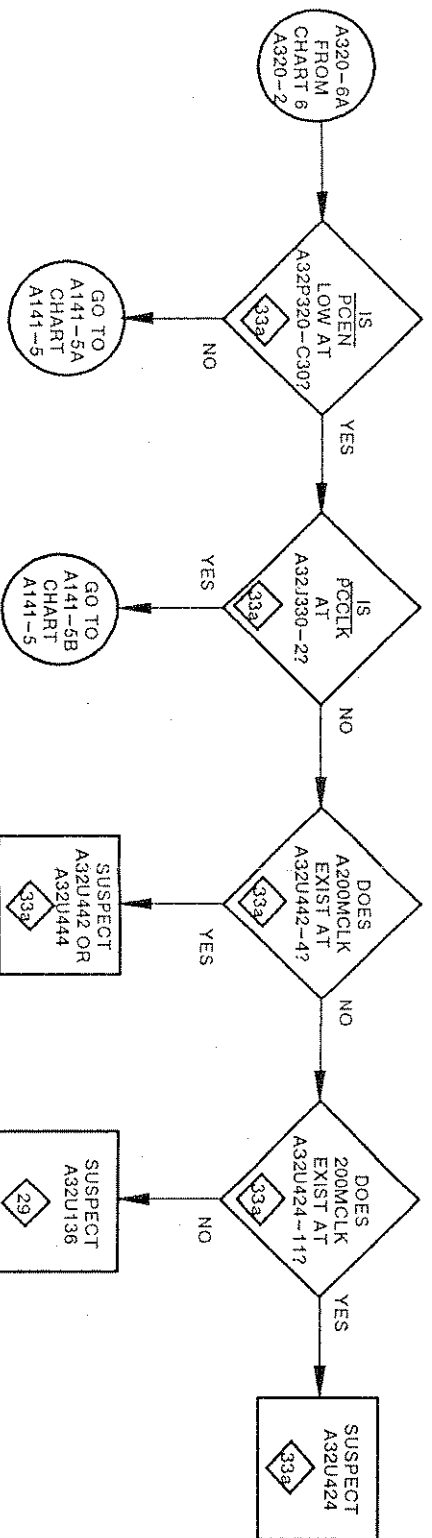 A320-6A
FROM
CHART 6
A320-2
IS
PCEN
LOW AT
A32P320-C30?
33a
NO
GO TO
A141-5A
CHART
A141-5
YES
IS
PCCLK
AT
A32J330-2?
33a
YES
GO TO
A141-5B
CHART
A141-5
NO
DOES
A200MCLK
EXIST AT
A32U442-4?
33a
YES
SUSPECT
A32U442 OR
A32U444
33a
NO
DOES
200MCLK
EXIST AT
A32U424-11?
33a
NO
SUSPECT
A32U136
29
YES
SUSPECT
A32U424
33a